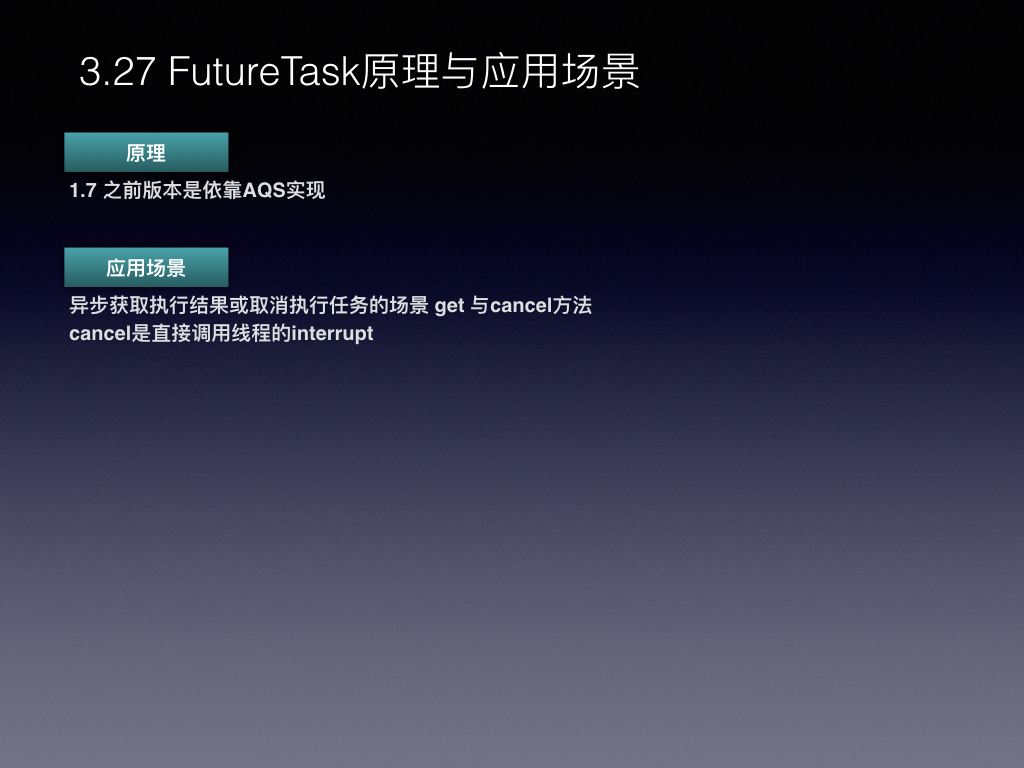 3.27 FutureTask原理与应用场景
原理
1.7 之前版本是依靠AQS实现
应用场景
异步获取执行结果或取消执行任务的场景 get 与cancel方法
cancel是直接调用线程的interrupt